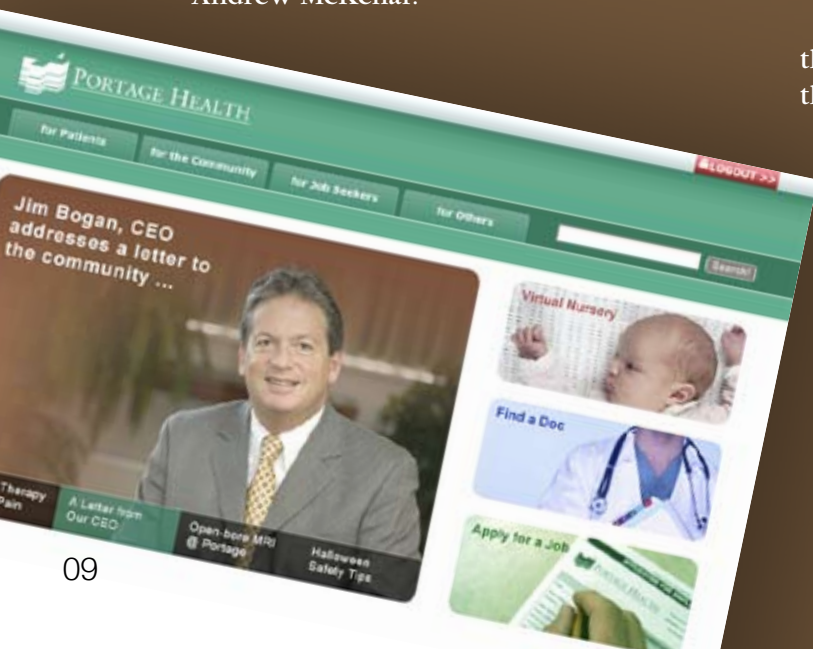 Andrew McKenar.
th
th
PORTAGE HEALTH
LOGOUT >>
for Patients
for the Community
for Job Seekers
for Others
Search!
Jim Bogan, CEO
addresses a letter to
the community ...
Virtual Nursery
Find a Doc
Apply for a Job
Therapy
Pain
A Letter from
Our CEO
Open-bore MRI
@ Portage
Halloween
Safety Tips
PORTAGE HEALTH
09